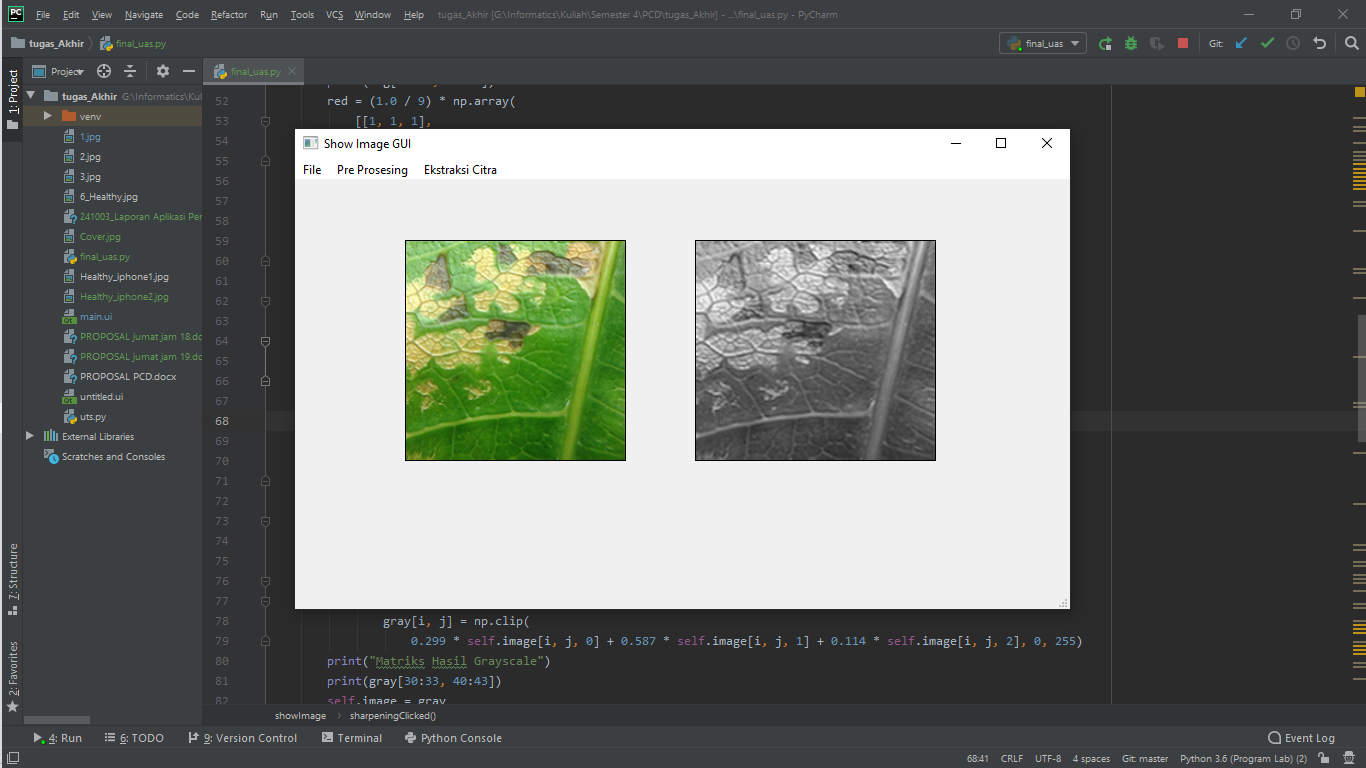 PC File Edit View Navigate Code Refactor Run Tools VCS Window Help tugas_Akhir [G:\Informatics\Kuliah\Semester 4\PCD\tugas_Akhir] - ...\final_uas.py - PyCharm
tugas_Akhir final_uas.py final_uas Git:
1: Project Project final_uas.py
tugas_Akhir G:\Informatics\Kul
venv
1.jpg
2.jpg
3.jpg
6_Healthy.jpg
241003_Laporan Aplikasi Per
Cover.jpg
final_uas.py
Healthy_iphone1.jpg
Healthy_iphone2.jpg
main.ui
PROPOSAL jumat jam 18.do
PROPOSAL jumat jam 19.do
PROPOSAL PCD.docx
untitled.ui
uts.py
External Libraries
Scratches and Consoles
7: Structure
2: Favorites
52 red = (1.0 / 9) * np.array(
53 [[1, 1, 1],
54
55
56
57
58
59
60
61
62
63
64
65
66
67
68
69
70
71
72
73
74
75
76
77
78 gray[i, j] = np.clip(
79 0.299 * self.image[i, j, 0] + 0.587 * self.image[i, j, 1] + 0.114 * self.image[i, j, 2], 0, 255)
80 print("Matriks Hasil Grayscale")
81 print(gray[30:33, 40:43])
82 self.image = gray
Show Image GUI
File Pre Prosesing Ekstraksi Citra
showImage sharpeningClicked()
4: Run 6: TODO 9: Version Control Terminal Python Console Event Log
68:41 CRLF UTF-8 4 spaces Git: master Python 3.6 (Program Lab) (2)